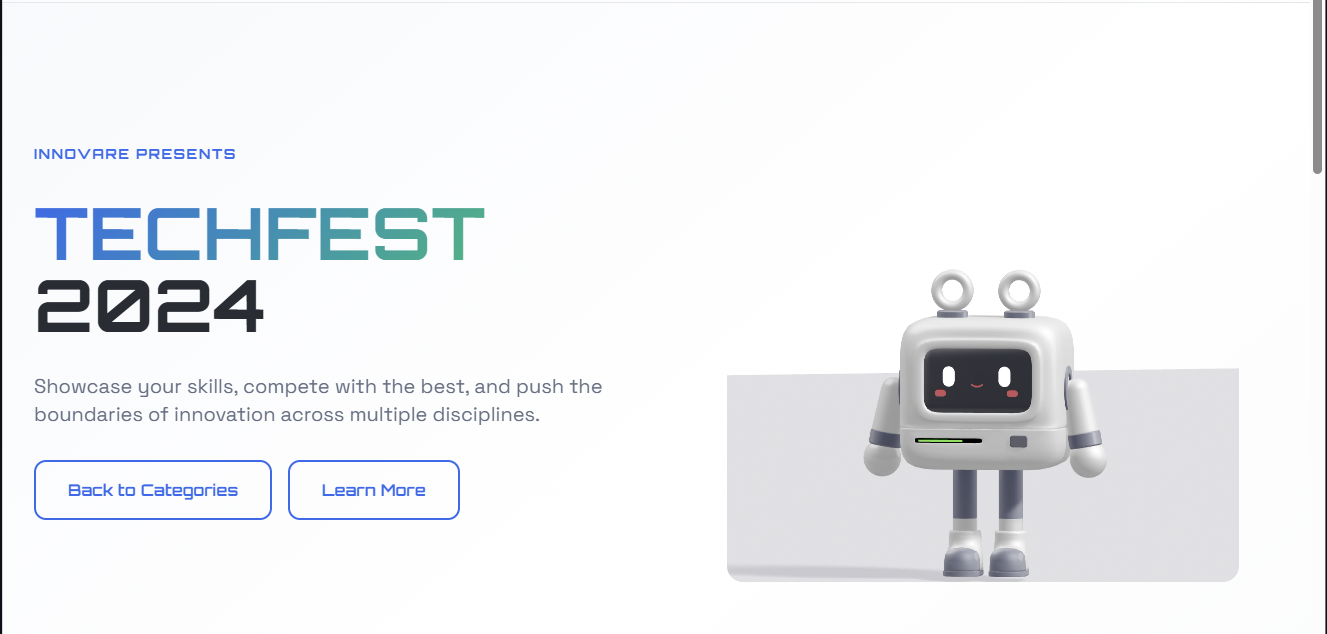 INNOVARE PRESENTS
TECHFEST
2024
Showcase your skills, compete with the best, and push the
boundaries of innovation across multiple disciplines.
Back to Categories
Learn More